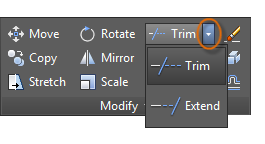 Move Rotate Trim
Copy Mirror Trim
Stretch Scale Extend
Modify